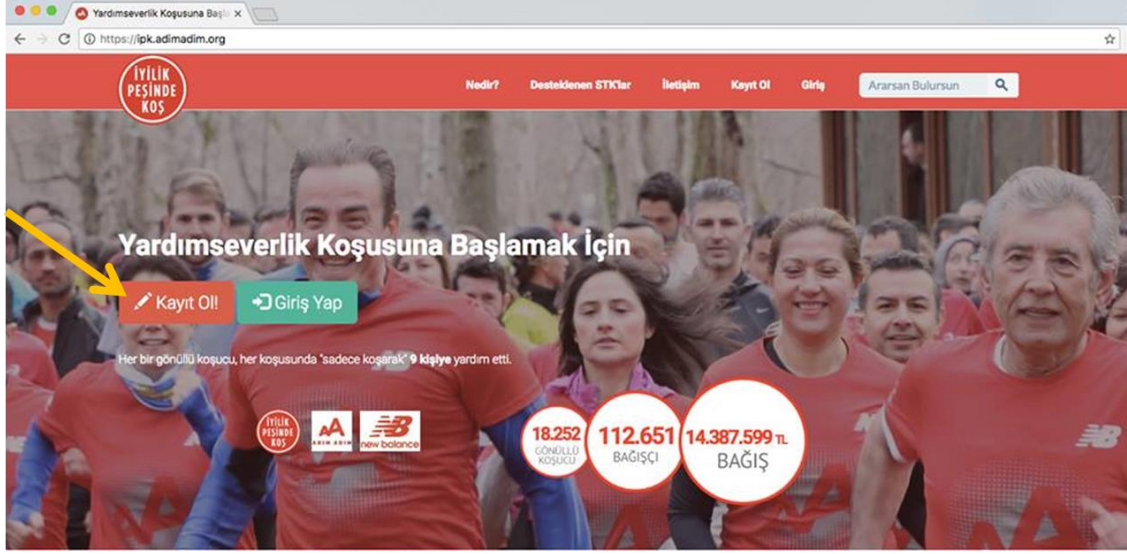 Yardımseverlik Koşusuna Başla
https://ipk.adimadim.org
İYİLİK
PEŞİNDE
KOŞ
Nedir?
Desteklenen STK'lar
İletişim
Kayıt Ol
Giriş
Ararsan Bulursun
Yardımseverlik Koşusuna Başlamak İçin
Kayıt Ol!
Giriş Yap
Her bir gönüllü koşucu, her koşusunda "sadece koşarak" 9 kişiye yardım etti.
İYİLİK
PEŞİNDE
KOŞ
AA
ADIM ADIM
NB
new balance
18.252
GÖNÜLLÜ
KOŞUCU
112.651
BAĞIŞÇI
14.387.599 TL
BAĞIŞ